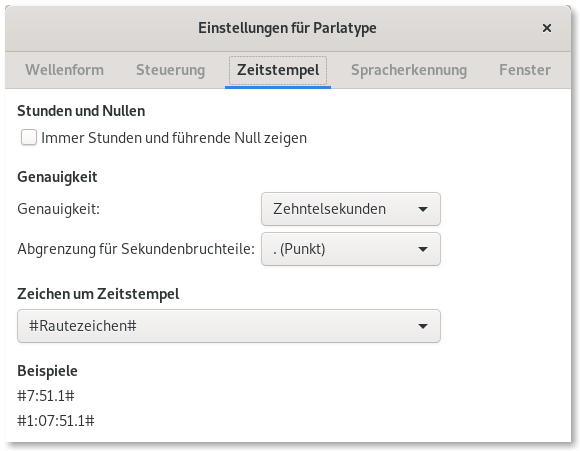 Einstellungen für Parlatype ×
Wellenform Steuerung Zeitstempel Spracherkennung Fenster
Stunden und Nullen
Immer Stunden und führende Null zeigen
Genauigkeit
Genauigkeit: Zehntelsekunden
Abgrenzung für Sekundenbruchteile: . (Punkt)
Zeichen um Zeitstempel
#Rautezeichen#
Beispiele
#7:51.1#
#1:07:51.1#